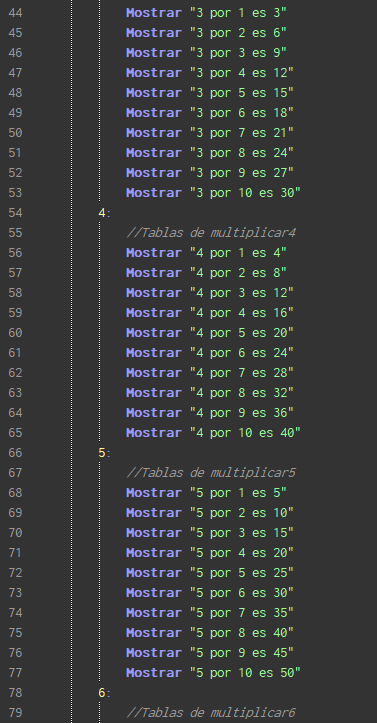 44 Mostrar "3 por 1 es 3"
45 Mostrar "3 por 2 es 6"
46 Mostrar "3 por 3 es 9"
47 Mostrar "3 por 4 es 12"
48 Mostrar "3 por 5 es 15"
49 Mostrar "3 por 6 es 18"
50 Mostrar "3 por 7 es 21"
51 Mostrar "3 por 8 es 24"
52 Mostrar "3 por 9 es 27"
53 Mostrar "3 por 10 es 30"
54 4:
55 //Tablas de multiplicar4
56 Mostrar "4 por 1 es 4"
57 Mostrar "4 por 2 es 8"
58 Mostrar "4 por 3 es 12"
59 Mostrar "4 por 4 es 16"
60 Mostrar "4 por 5 es 20"
61 Mostrar "4 por 6 es 24"
62 Mostrar "4 por 7 es 28"
63 Mostrar "4 por 8 es 32"
64 Mostrar "4 por 9 es 36"
65 Mostrar "4 por 10 es 40"
66 5:
67 //Tablas de multiplicar5
68 Mostrar "5 por 1 es 5"
69 Mostrar "5 por 2 es 10"
70 Mostrar "5 por 3 es 15"
71 Mostrar "5 por 4 es 20"
72 Mostrar "5 por 5 es 25"
73 Mostrar "5 por 6 es 30"
74 Mostrar "5 por 7 es 35"
75 Mostrar "5 por 8 es 40"
76 Mostrar "5 por 9 es 45"
77 Mostrar "5 por 10 es 50"
78 6:
79 //Tablas de multiplicar6